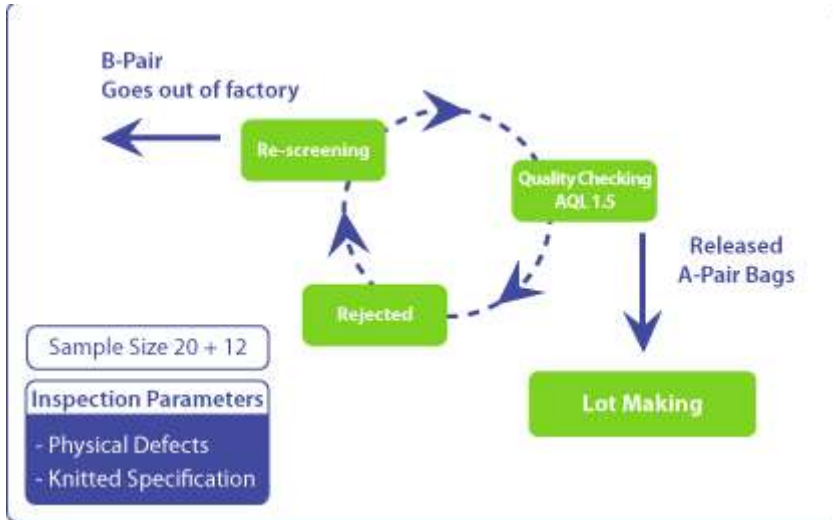 B-Pair
Goes out of factory
Re-screening
Quality Checking
AQL 1.5
Released
A-Pair Bags
Rejected
Sample Size 20 + 12
Inspection Parameters
- Physical Defects
- Knitted Specification
Lot Making